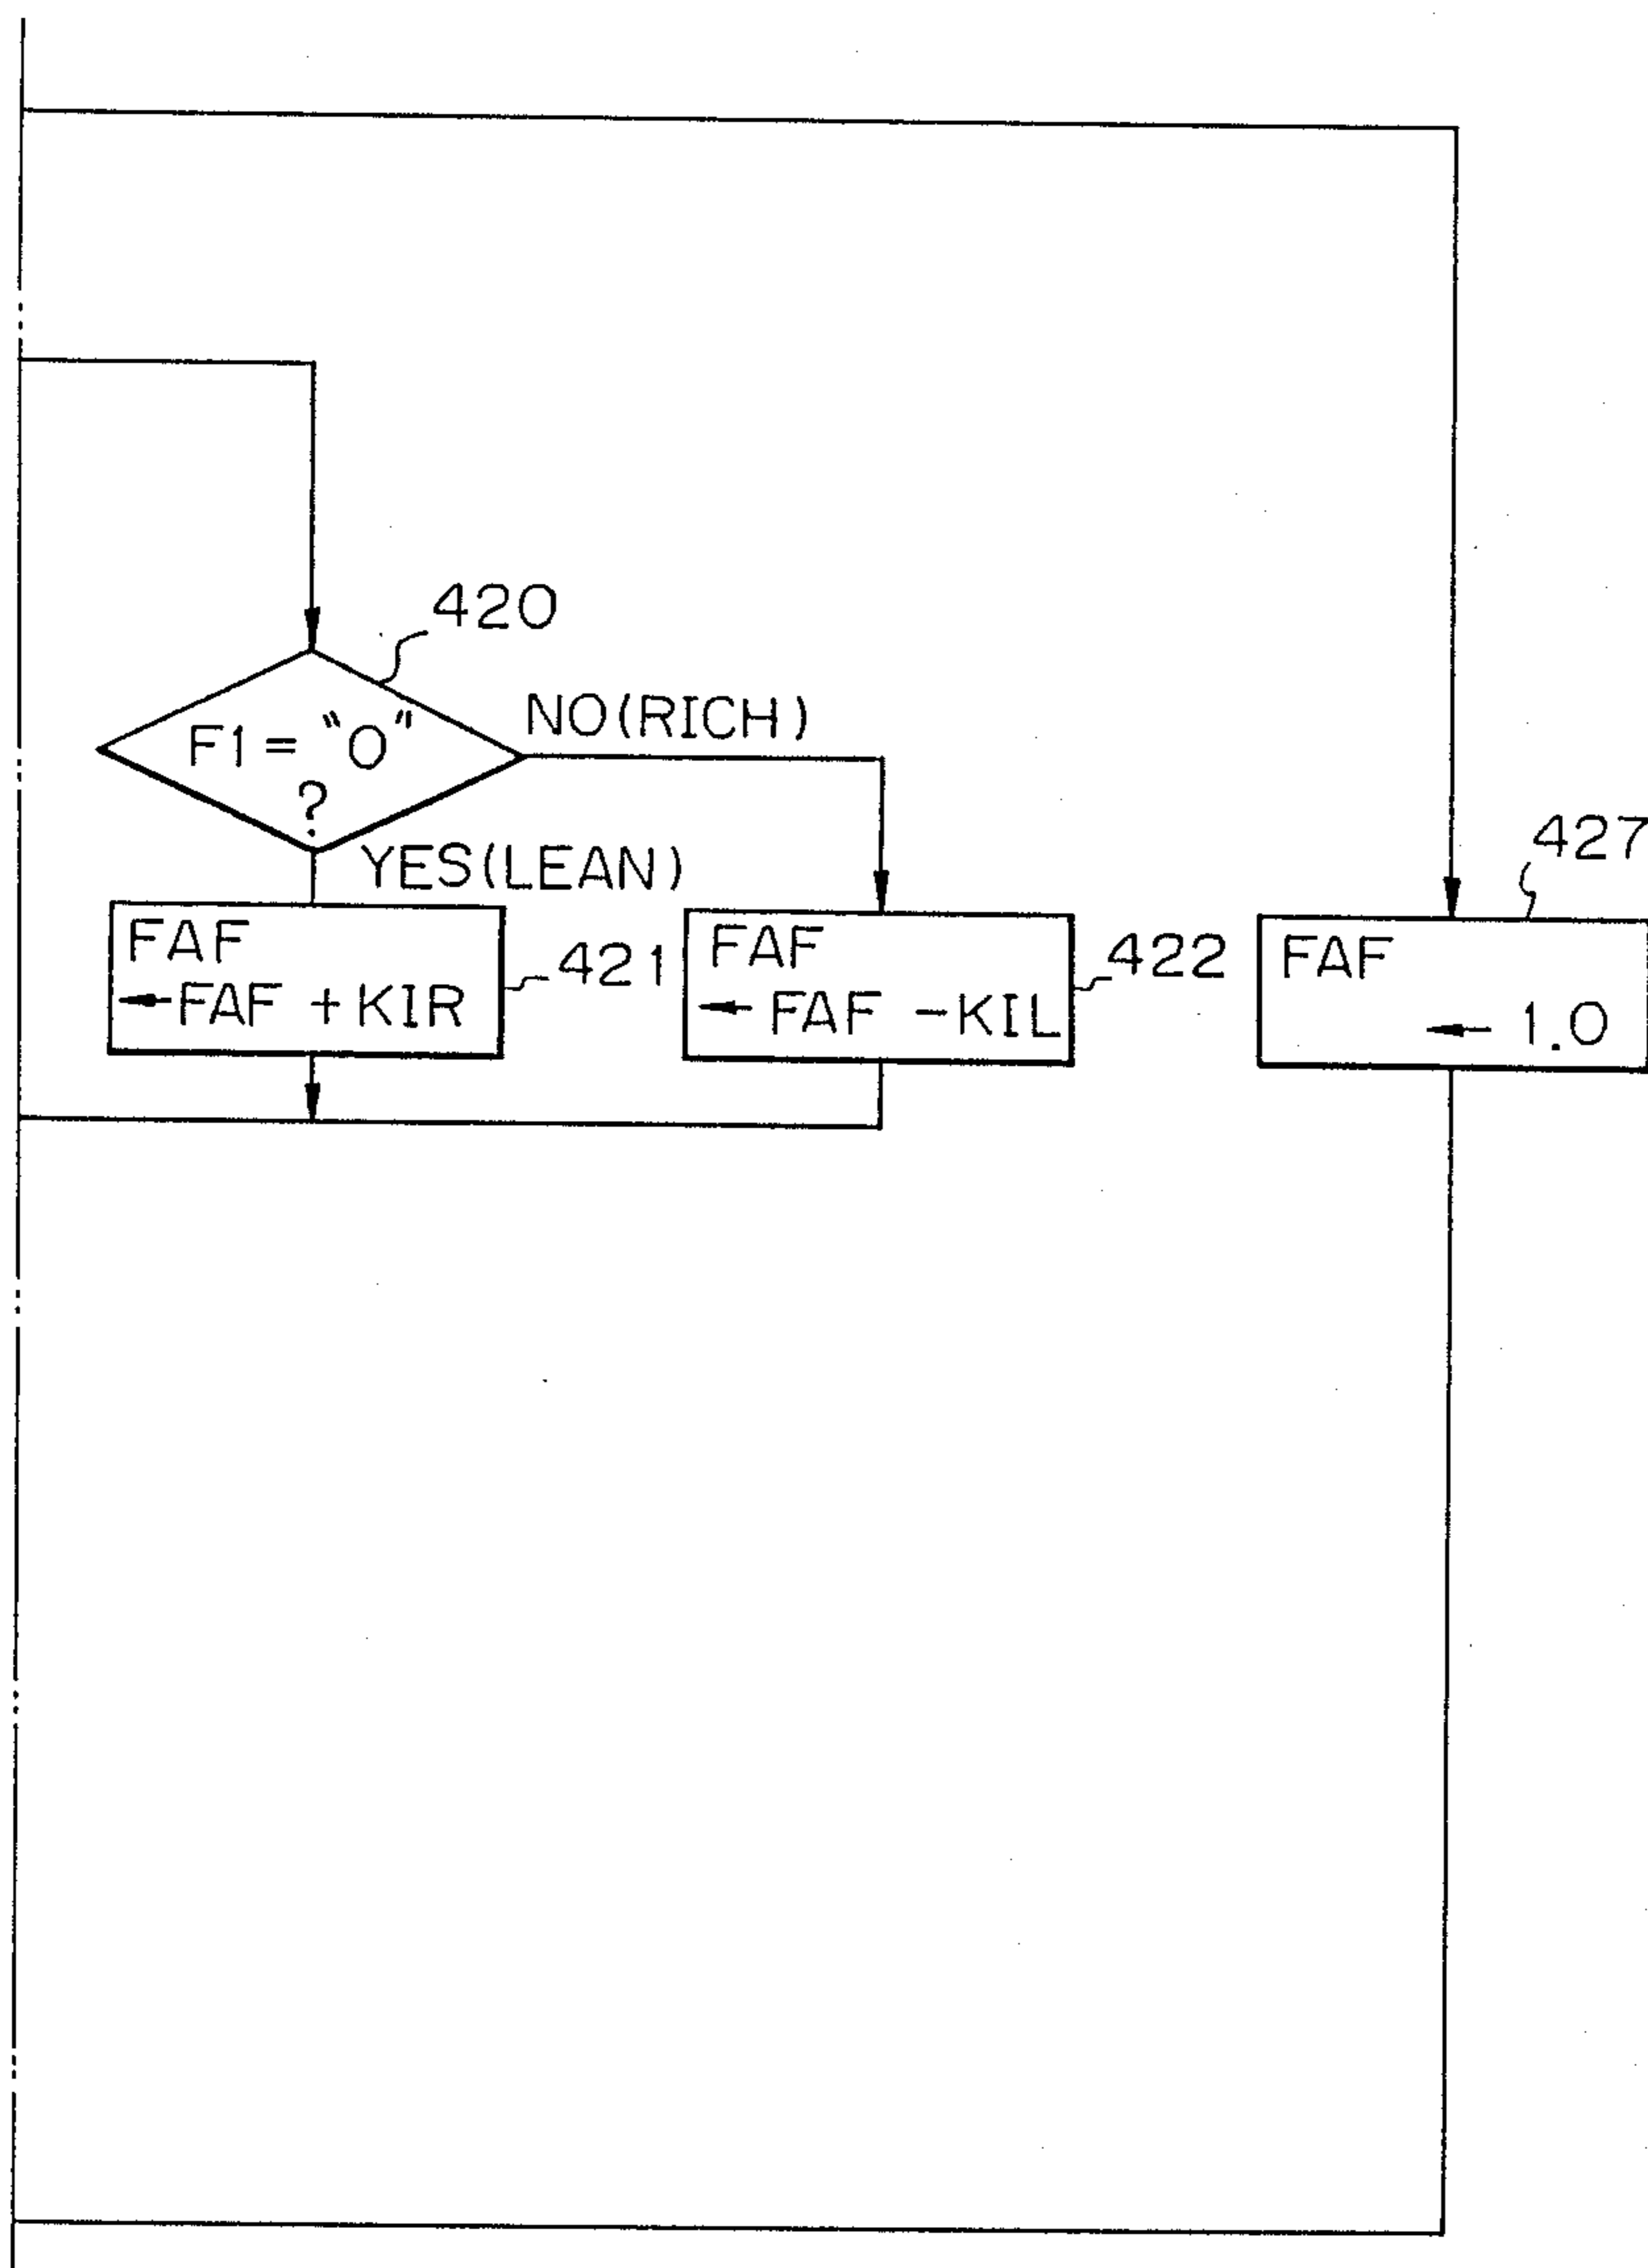 420
F1 = "0"
?
NO(RICH)
YES(LEAN)
FAF
←FAF +KIR
421
FAF
← FAF -KIL
422
427
FAF
← 1.0